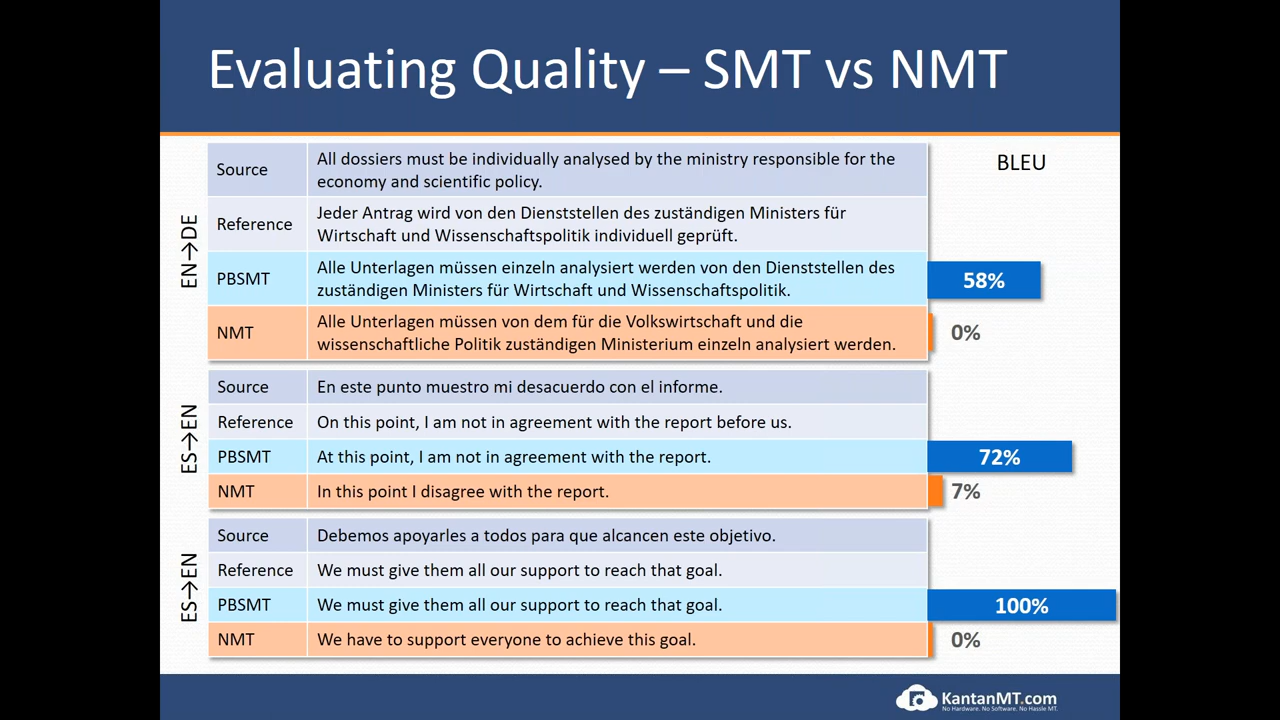 Evaluating Quality – SMT vs NMT
BLEU
EN→DE
Source
All dossiers must be individually analysed by the ministry responsible for the
economy and scientific policy.
Reference
Jeder Antrag wird von den Dienststellen des zuständigen Ministers für
Wirtschaft und Wissenschaftspolitik individuell geprüft.
PBSMT
Alle Unterlagen müssen einzeln analysiert werden von den Dienststellen des
zuständigen Ministers für Wirtschaft und Wissenschaftspolitik.
58%
NMT
Alle Unterlagen müssen von dem für die Volkswirtschaft und die
wissenschaftliche Politik zuständigen Ministerium einzeln analysiert werden.
0%
ES→EN
Source
En este punto muestro mi desacuerdo con el informe.
Reference
On this point, I am not in agreement with the report before us.
PBSMT
At this point, I am not in agreement with the report.
72%
NMT
In this point I disagree with the report.
7%
ES→EN
Source
Debemos apoyarles a todos para que alcancen este objetivo.
Reference
We must give them all our support to reach that goal.
PBSMT
We must give them all our support to reach that goal.
100%
NMT
We have to support everyone to achieve this goal.
0%
KantanMT.com
No Hardware. No Software. No Hassle MT.